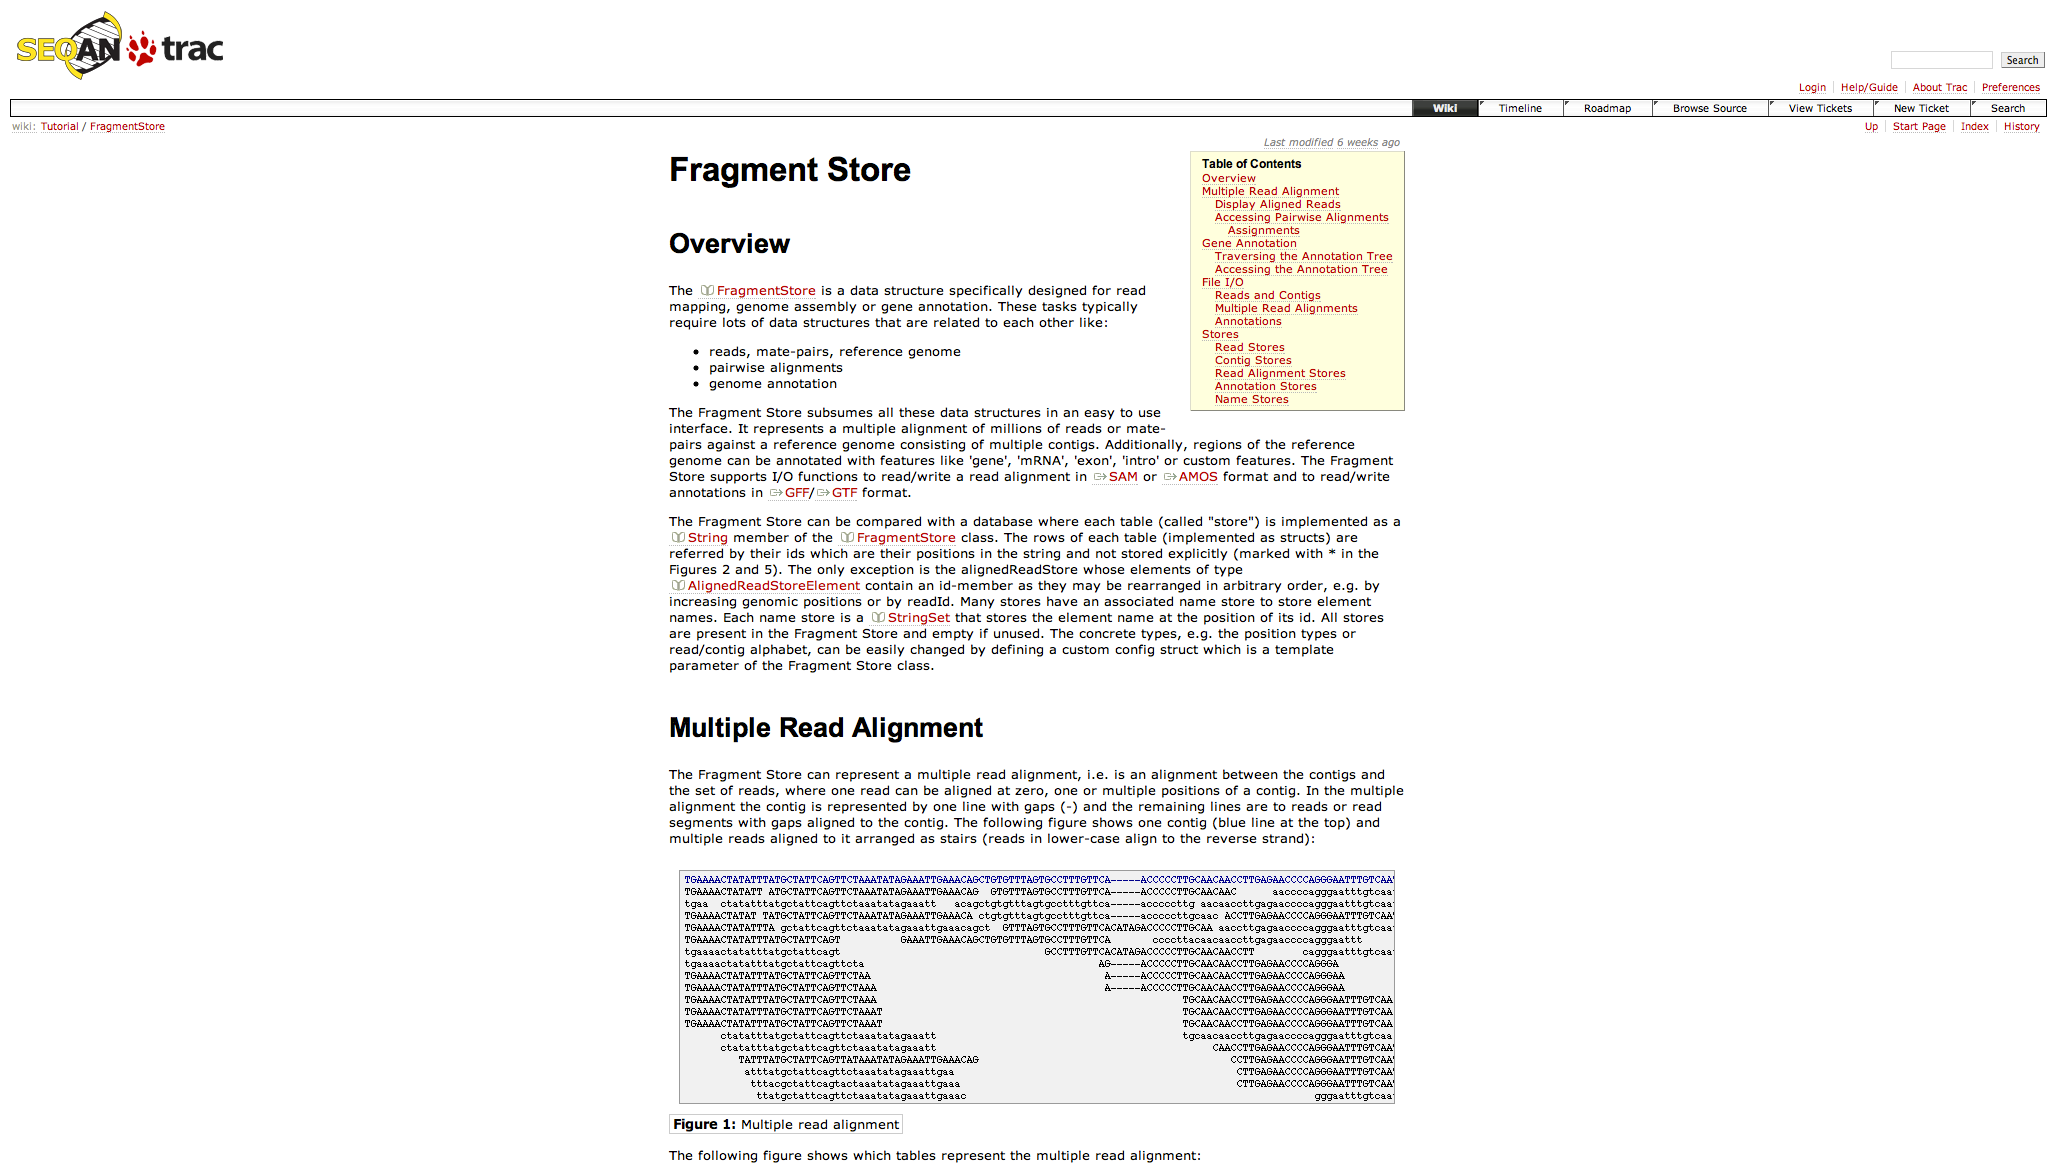 SEQAN trac
Search
Login Help/Guide About Trac Preferences
Wiki Timeline Roadmap Browse Source View Tickets New Ticket Search
wiki: Tutorial / FragmentStore
Up Start Page Index History
Last modified 6 weeks ago
Fragment Store
Table of Contents
Overview
Multiple Read Alignment
Display Aligned Reads
Accessing Pairwise Alignments
Assignments
Gene Annotation
Traversing the Annotation Tree
Accessing the Annotation Tree
File I/O
Reads and Contigs
Multiple Read Alignments
Annotations
Stores
Read Stores
Contig Stores
Read Alignment Stores
Annotation Stores
Name Stores
Overview
The FragmentStore is a data structure specifically designed for read
mapping, genome assembly or gene annotation. These tasks typically
require lots of data structures that are related to each other like:
• reads, mate-pairs, reference genome
• pairwise alignments
• genome annotation
The Fragment Store subsumes all these data structures in an easy to use
interface. It represents a multiple alignment of millions of reads or mate-
pairs against a reference genome consisting of multiple contigs. Additionally, regions of the reference
genome can be annotated with features like 'gene', 'mRNA', 'exon', 'intro' or custom features. The Fragment
Store supports I/O functions to read/write a read alignment in SAM or AMOS format and to read/write
annotations in GFF/GTF format.
The Fragment Store can be compared with a database where each table (called "store") is implemented as a
String member of the FragmentStore class. The rows of each table (implemented as structs) are
referred by their ids which are their positions in the string and not stored explicitly (marked with * in the
Figures 2 and 5). The only exception is the alignedReadStore whose elements of type
AlignedReadStoreElement contain an id-member as they may be rearranged in arbitrary order, e.g. by
increasing genomic positions or by readId. Many stores have an associated name store to store element
names. Each name store is a StringSet that stores the element name at the position of its id. All stores
are present in the Fragment Store and empty if unused. The concrete types, e.g. the position types or
read/contig alphabet, can be easily changed by defining a custom config struct which is a template
parameter of the Fragment Store class.
Multiple Read Alignment
The Fragment Store can represent a multiple read alignment, i.e. is an alignment between the contigs and
the set of reads, where one read can be aligned at zero, one or multiple positions of a contig. In the multiple
alignment the contig is represented by one line with gaps (-) and the remaining lines are to reads or read
segments with gaps aligned to the contig. The following figure shows one contig (blue line at the top) and
multiple reads aligned to it arranged as stairs (reads in lower-case align to the reverse strand):
TGAAAACTATATTTATGCTATTCAGTTCTAAATATAGAAATTGAAACAGCTGTGTTTAGTGCCTTTGTTCA-----ACCCCCTTGCAACAACCTTGAGAACCCCAGGGAATTTGTCAAT
TGAAAACTATATT ATGCTATTCAGTTCTAAATATAGAAATTGAAACAG GTGTTTAGTGCCTTTGTTCA-----ACCCCCTTGCAACAAC aaccccagggaatttgtcaat
tgaa ctatatttatgctattcagttctaaatatagaaatt acagctgtgtttagtgcctttgttca-----acccccttg aacaaccttgagaaccccagggaatttgtcaat
TGAAAACTATAT TATGCTATTCAGTTCTAAATATAGAAATTGAAACA ctgtgtttagtgcctttgttca-----acccccttgcaac ACCTTGAGAACCCCAGGGAATTTGTCAAT
TGAAAACTATATTTA gctattcagttctaaatatagaaattgaaacagct GTTTAGTGCCTTTGTTCACATAGACCCCCTTGCAA aaccttgagaaccccagggaatttgtcaat
TGAAAACTATATTTATGCTATTCAGT GAAATTGAAACAGCTGTGTTTAGTGCCTTTGTTCA ccccttacaacaaccttgagaaccccagggaattt
tgaaaactatatttatgctattcagt GCCTTTGTTCACATAGACCCCCTTGCAACAACCTT cagggaatttgtcaat
tgaaaactatatttatgctattcagttcta AG-----ACCCCCTTGCAACAACCTTGAGAACCCCAGGGA
TGAAAACTATATTTATGCTATTCAGTTCTAA A-----ACCCCCTTGCAACAACCTTGAGAACCCCAGGGAA
TGAAAACTATATTTATGCTATTCAGTTCTAAA A-----ACCCCCTTGCAACAACCTTGAGAACCCCAGGGAA
TGAAAACTATATTTATGCTATTCAGTTCTAAA TGCAACAACCTTGAGAACCCCAGGGAATTTGTCAA
TGAAAACTATATTTATGCTATTCAGTTCTAAAT TGCAACAACCTTGAGAACCCCAGGGAATTTGTCAA
TGAAAACTATATTTATGCTATTCAGTTCTAAAT TGCAACAACCTTGAGAACCCCAGGGAATTTGTCAA
ctatatttatgctattcagttctaaatatagaaatt tgcaacaaccttgagaaccccagggaatttgtcaa
ctatatttatgctattcagttctaaatatagaaatt CAACCTTGAGAACCCCAGGGAATTTGTCAAT
TATTTATGCTATTCAGTTATAAATATAGAAATTGAAACAG CCTTGAGAACCCCAGGGAATTTGTCAAT
atttatgctattcagttctaaatatagaaattgaa CTTGAGAACCCCAGGGAATTTGTCAAT
tttacgctattcagtactaaatatagaaattgaaa CTTGAGAACCCCAGGGAATTTGTCAAT
ttatgctattcagttctaaatatagaaattgaaac gggaatttgtcaat
Figure 1: Multiple read alignment
The following figure shows which tables represent the multiple read alignment: